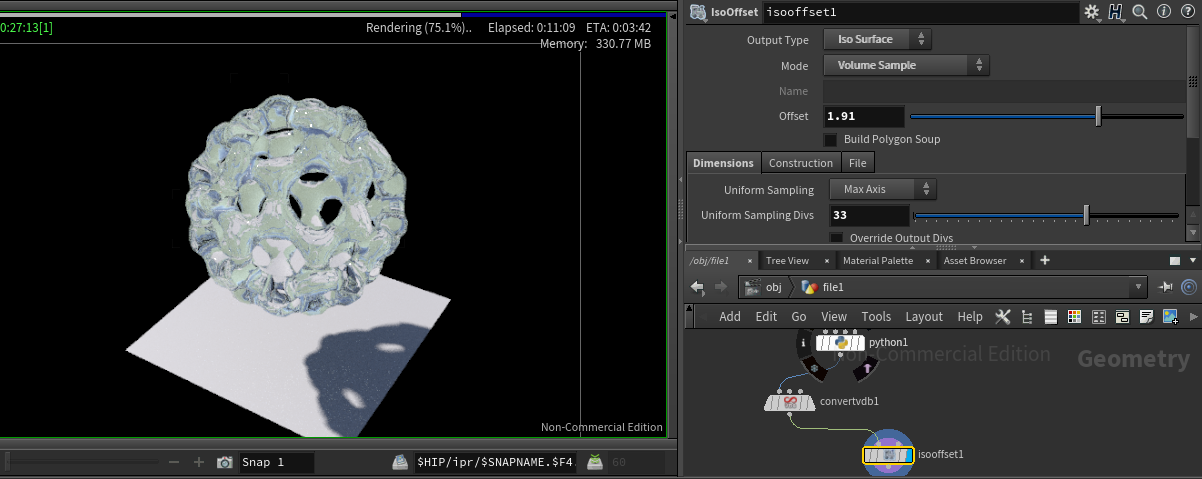 0:27:13[1]
Rendering (75.1%).. Elapsed: 0:11:09 ETA: 0:03:42
Memory: 330.77 MB
Non-Commercial Edition
Snap 1
$HIP/ipr/$SNAPNAME.$F4.
60
IsoOffset isooffset1
Output Type Iso Surface
Mode Volume Sample
Name
Offset 1.91
Build Polygon Soup
Dimensions Construction File
Uniform Sampling Max Axis
Uniform Sampling Divs 33
Override Output Divs
/obj/file1 × Tree View × Material Palette × Asset Browser ×
obj file1
Add Edit Go View Tools Layout Help
Non-Commercial Edition
Geometry
python1
convertvdb1
isooffset1